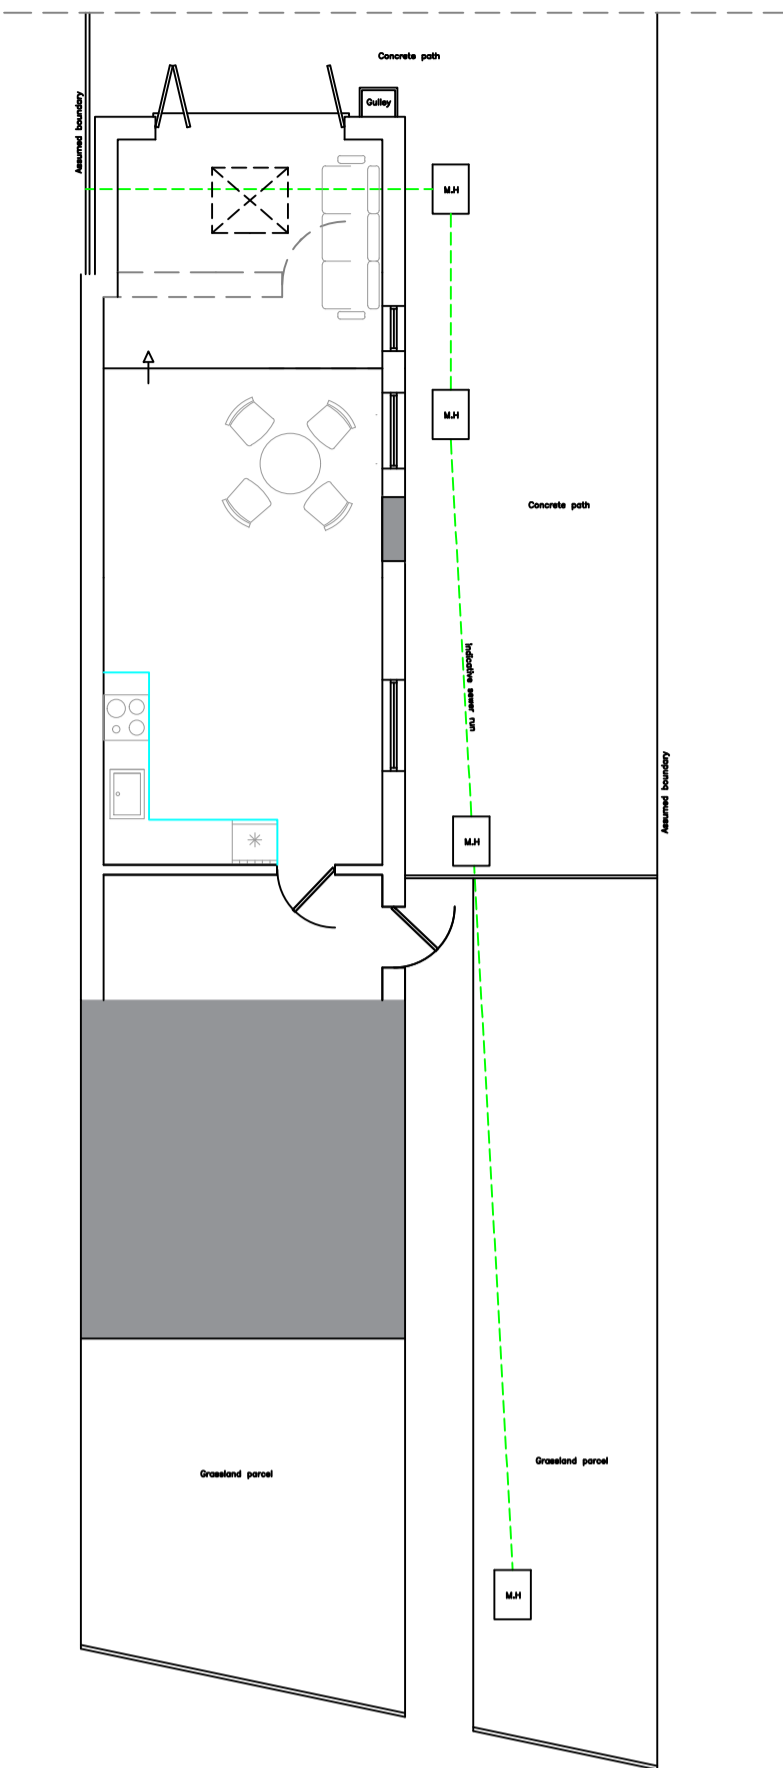 Concrete path
Gulley
Assumed boundary
M.H
M.H
Concrete path
indicative sewer run
Assumed boundary
M.H
Grassland parcel
Grassland parcel
M.H